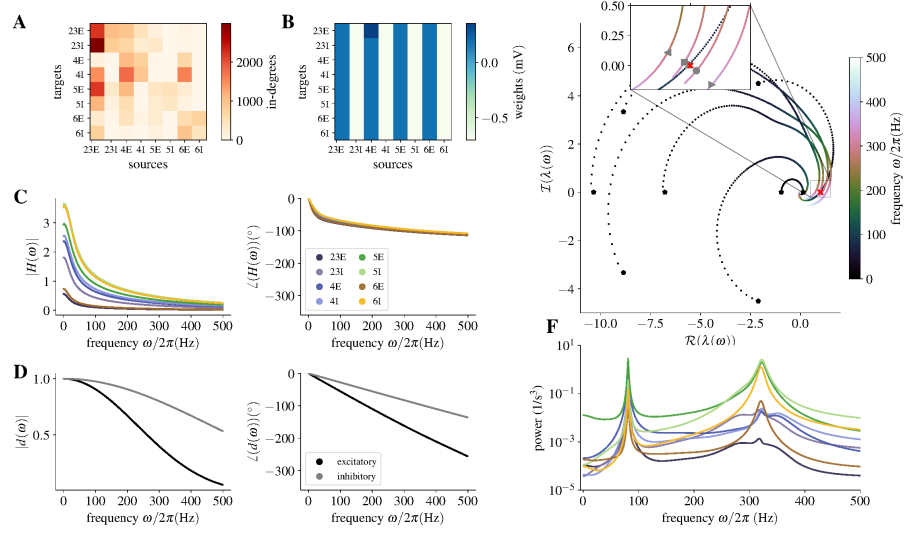 A
targets
23E
23I
4E
4I
5E
5I
6E
6I
23E 23I 4E 4I 5E 5I 6E 6I
sources
2000
1000
0
in-degrees
B
targets
23E
23I
4E
4I
5E
5I
6E
6I
23E 23I 4E 4I 5E 5I 6E 6I
sources
0.0
−0.5
weights (mV)
0.50
0.25
0.00
6
4
2
0
−2
−4
ℐ(λ(ω))
−10.0 −7.5 −5.0 −2.5 0.0
ℛ(λ(ω))
500
400
300
200
100
0
frequency ω/2π(Hz)
C
|H(ω)|
3
2
1
0
0 100 200 300 400 500
frequency ω/2π(Hz)
∠(H(ω))(°)
0
−100
−200
−300
23E 5E
23I 5I
4E 6E
4I 6I
0 100 200 300 400 500
frequency ω/2π(Hz)
D
|d(ω)|
1.0
0.5
0 100 200 300 400 500
frequency ω/2π(Hz)
∠(d(ω))(°)
0
−100
−200
−300
excitatory
inhibitory
0 100 200 300 400 500
frequency ω/2π(Hz)
F
power (1/s³)
10¹
10⁻¹
10⁻³
10⁻⁵
0 100 200 300 400 500
frequency ω/2π (Hz)